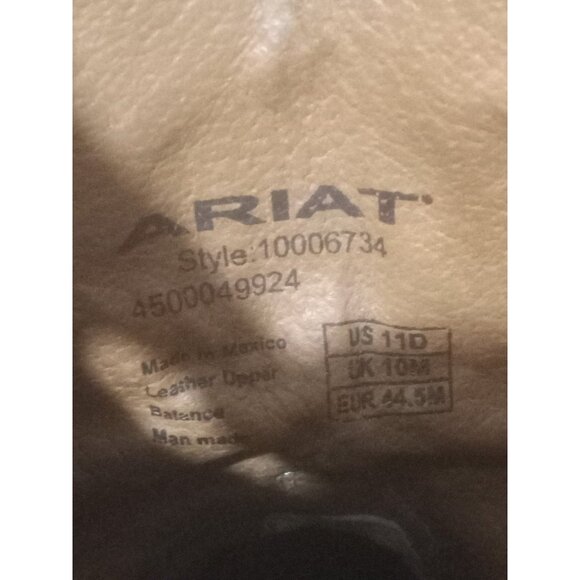 ARIAT
Style:10006734
4500049924
Made in Mexico
Leather Upper
Balance
Man made
US 11D
UK 10M
EUR 44.5M